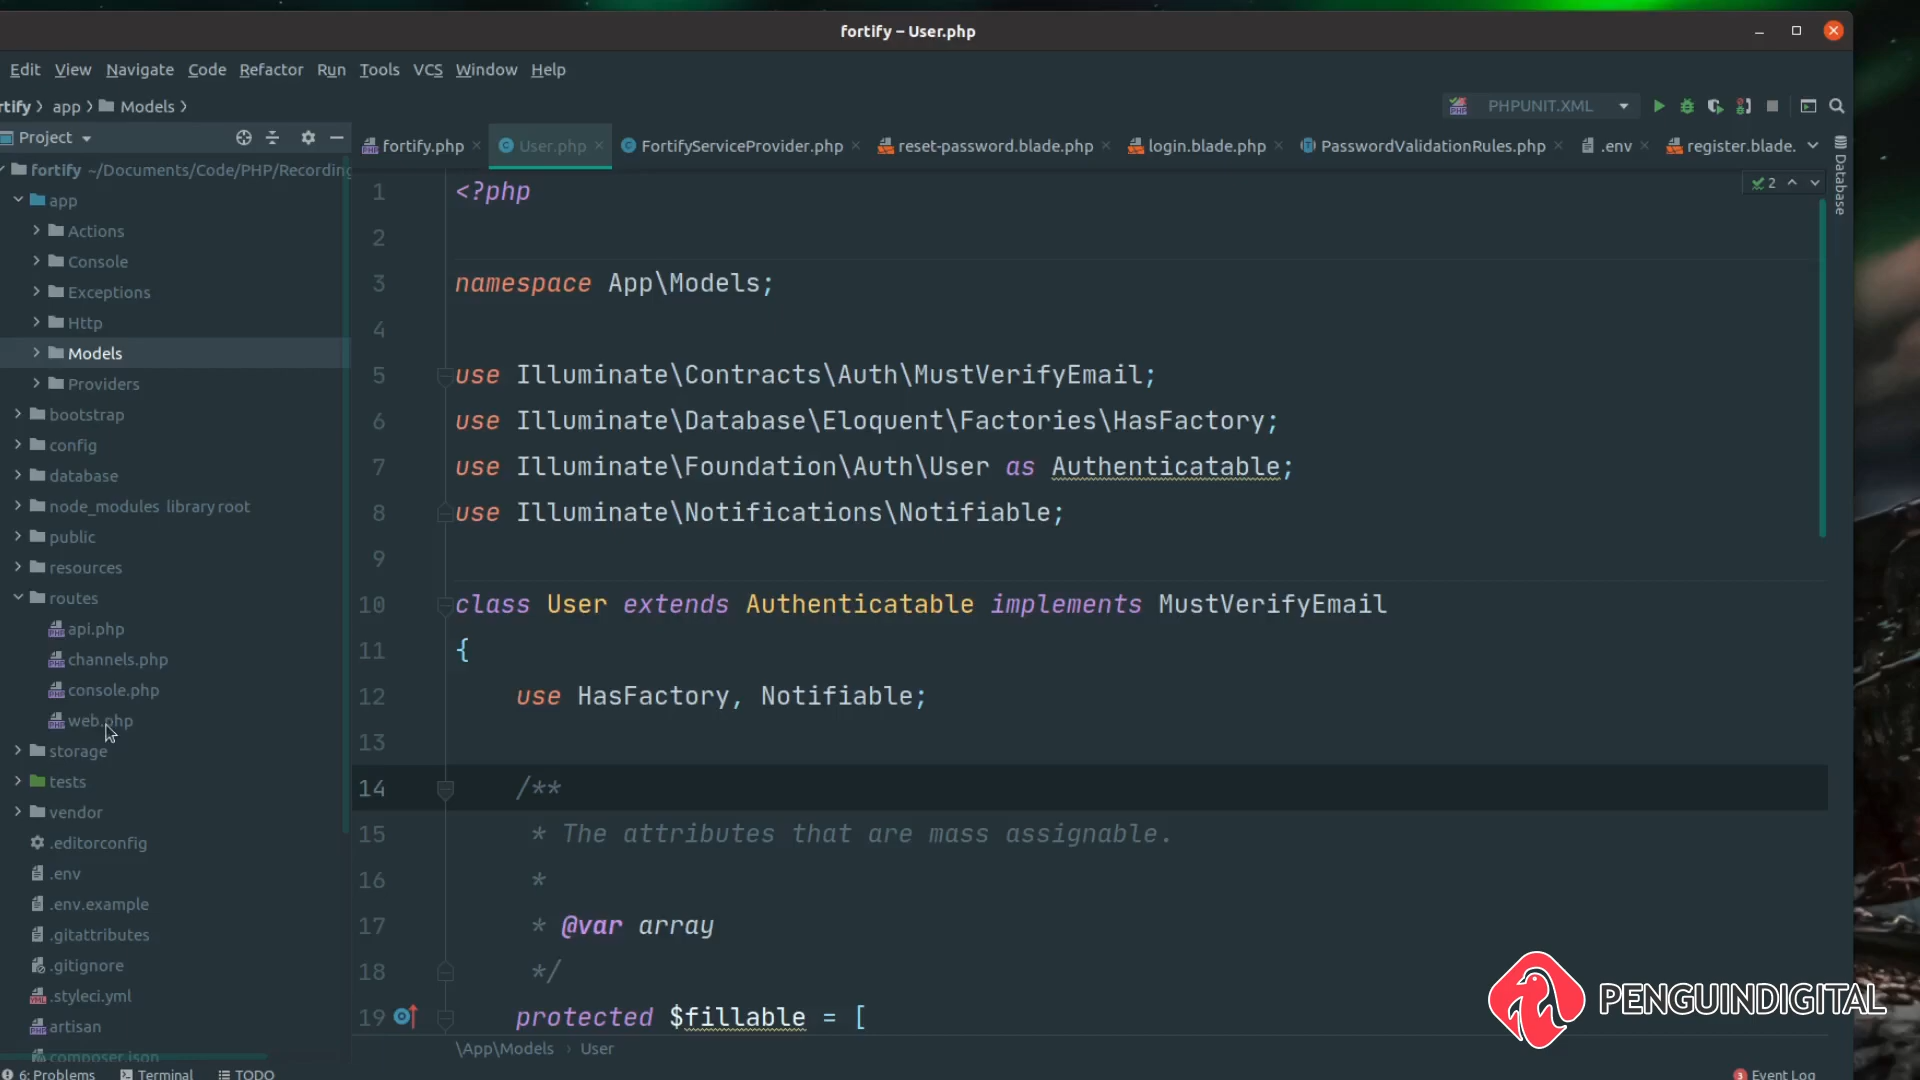 fortify – User.php
Edit View Navigate Code Refactor Run Tools VCS Window Help
rtify app Models
PHPUNIT.XML
Project
fortify.php User.php FortifyServiceProvider.php reset-password.blade.php login.blade.php PasswordValidationRules.php .env register.blade.
Database
2
fortify ~/Documents/Code/PHP/Recording
app
Actions
Console
Exceptions
Http
Models
Providers
bootstrap
config
database
node_modules library root
public
resources
routes
api.php
channels.php
console.php
web.php
storage
tests
vendor
.editorconfig
.env
.env.example
.gitattributes
.gitignore
.styleci.yml
artisan
composer.json
1 <?php
2
3 namespace App\Models;
4
5 use Illuminate\Contracts\Auth\MustVerifyEmail;
6 use Illuminate\Database\Eloquent\Factories\HasFactory;
7 use Illuminate\Foundation\Auth\User as Authenticatable;
8 use Illuminate\Notifications\Notifiable;
9
10 class User extends Authenticatable implements MustVerifyEmail
11 {
12 use HasFactory, Notifiable;
13
14 /**
15 * The attributes that are mass assignable.
16 *
17 * @var array
18 */
19 protected $fillable = [
\App\Models › User
PENGUINDIGITAL
6: Problems Terminal TODO
3 Event Log